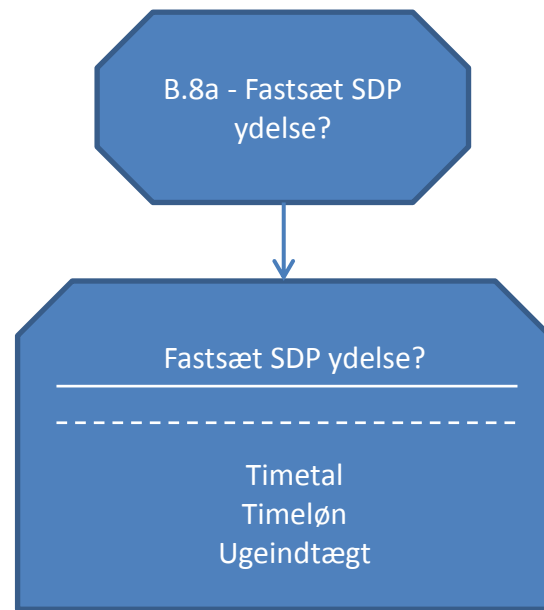 B.8a - Fastsæt SDP
ydelse?
Fastsæt SDP ydelse?
Timetal
Timeløn
Ugeindtægt